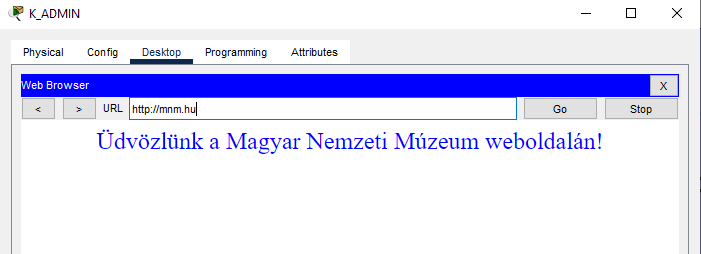 K_ADMIN
Physical Config Desktop Programming Attributes
Web Browser X
< > URL http://mnm.hu Go Stop
Üdvözlünk a Magyar Nemzeti Múzeum weboldalán!